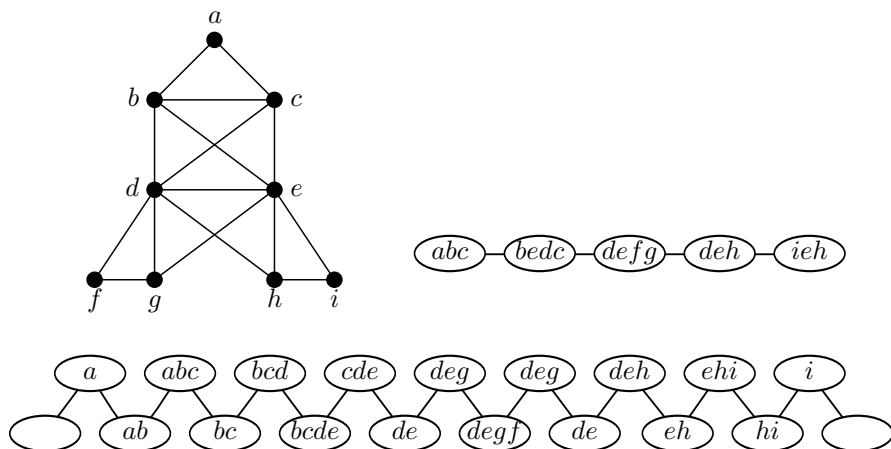 a
b c
d e
abc bedc defg deh ieh
f g h i
a abc bcd cde deg deg deh ehi i
ab bc bcde de degf de eh hi